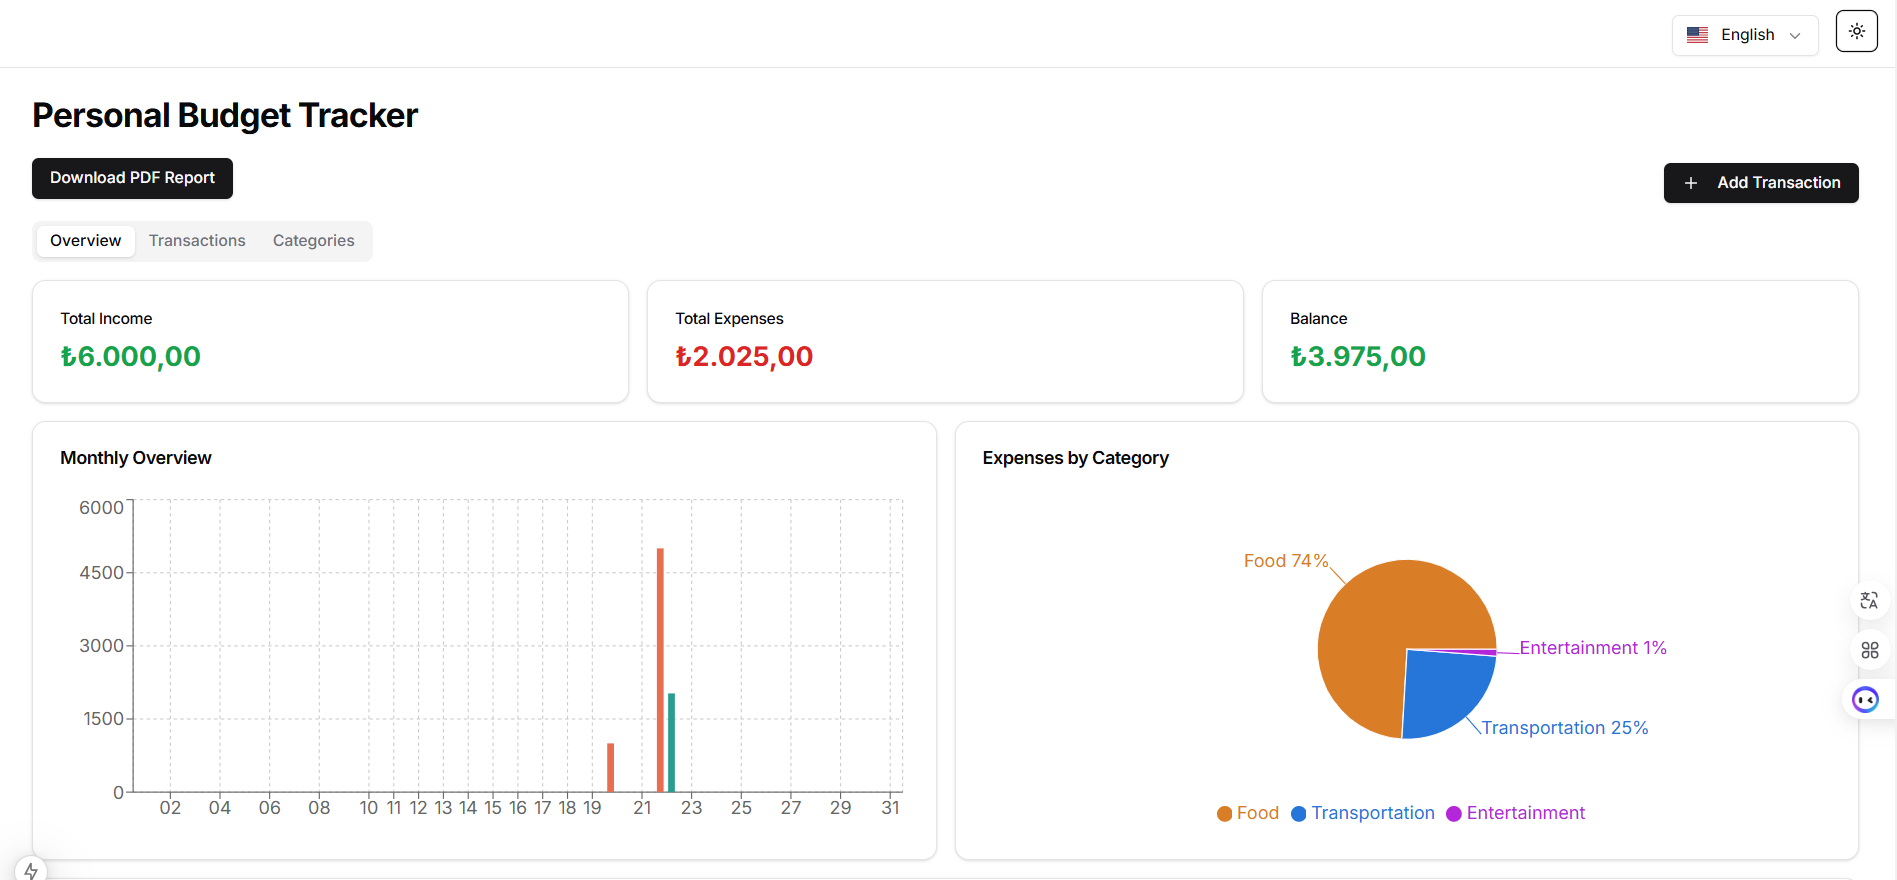 English
Personal Budget Tracker
Download PDF Report
+ Add Transaction
Overview Transactions Categories
Total Income
₺6.000,00
Total Expenses
₺2.025,00
Balance
₺3.975,00
Monthly Overview
6000
4500
3000
1500
0
02 04 06 08 10 11 12 13 14 15 16 17 18 19 21 23 25 27 29 31
Expenses by Category
Food 74%
Entertainment 1%
Transportation 25%
Food Transportation Entertainment